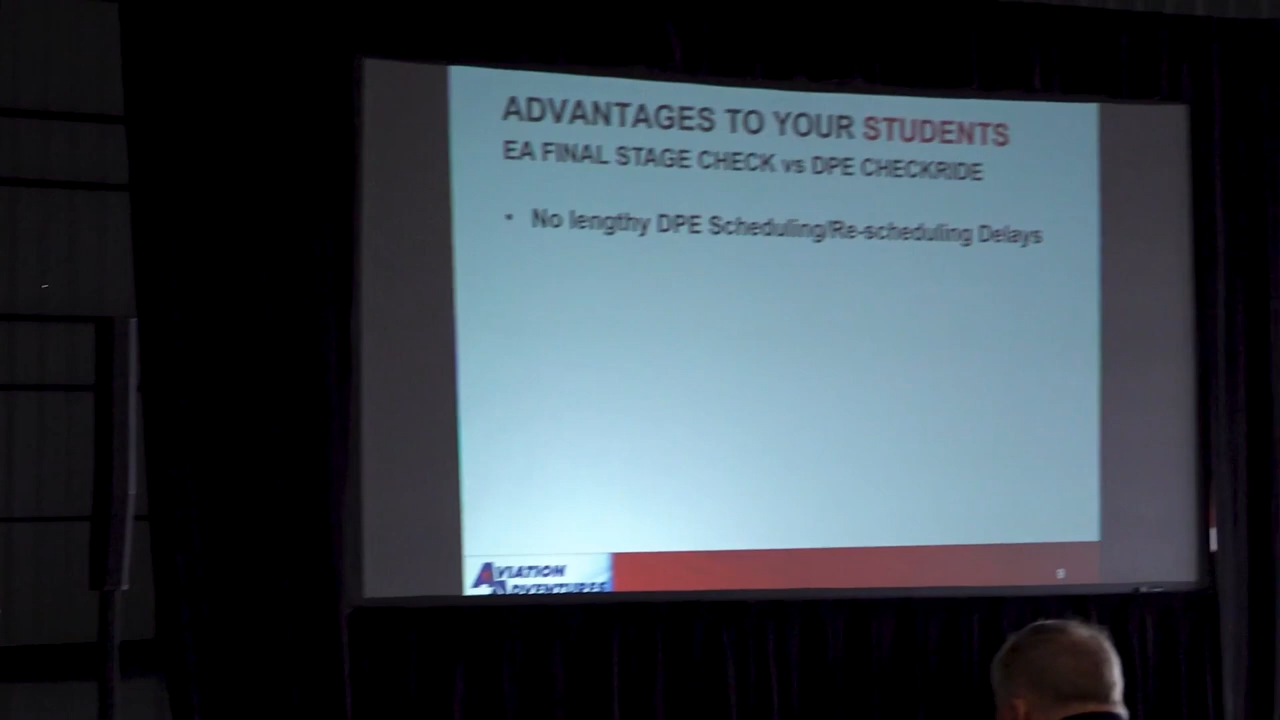 ADVANTAGES TO YOUR STUDENTS
EA FINAL STAGE CHECK vs DPE CHECKRIDE
• No lengthy DPE Scheduling/Re-scheduling Delays
AVIATION
ADVENTURES
9